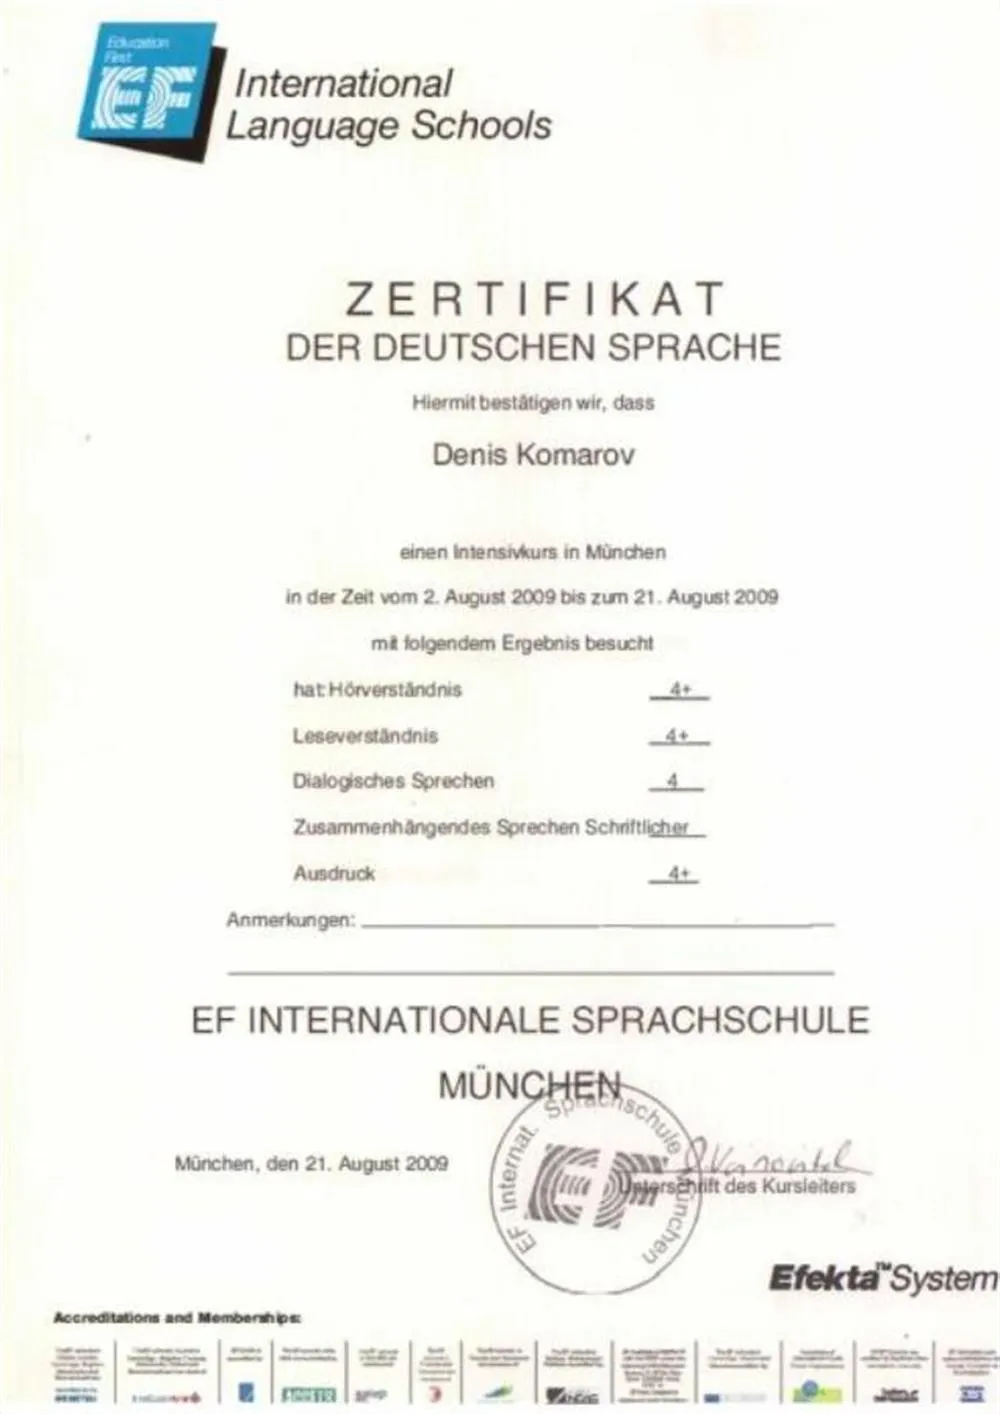 Education
First
EF
International
Language Schools
ZERTIFIKAT
DER DEUTSCHEN SPRACHE
Hiermit bestätigen wir, dass
Denis Komarov
einen Intensivkurs in München
in der Zeit vom 2. August 2009 bis zum 21. August 2009
mit folgendem Ergebnis besucht
hat: Hörverständnis 4+
Leseverständnis 4+
Dialogisches Sprechen 4
Zusammenhängendes Sprechen Schriftlicher
Ausdruck 4+
Anmerkungen:
EF INTERNATIONALE SPRACHSCHULE
MÜNCHEN
EF Internat. Sprachschule München
EF
München, den 21. August 2009
Unterschrift des Kursleiters
Efekta™System
Accreditations and Memberships: